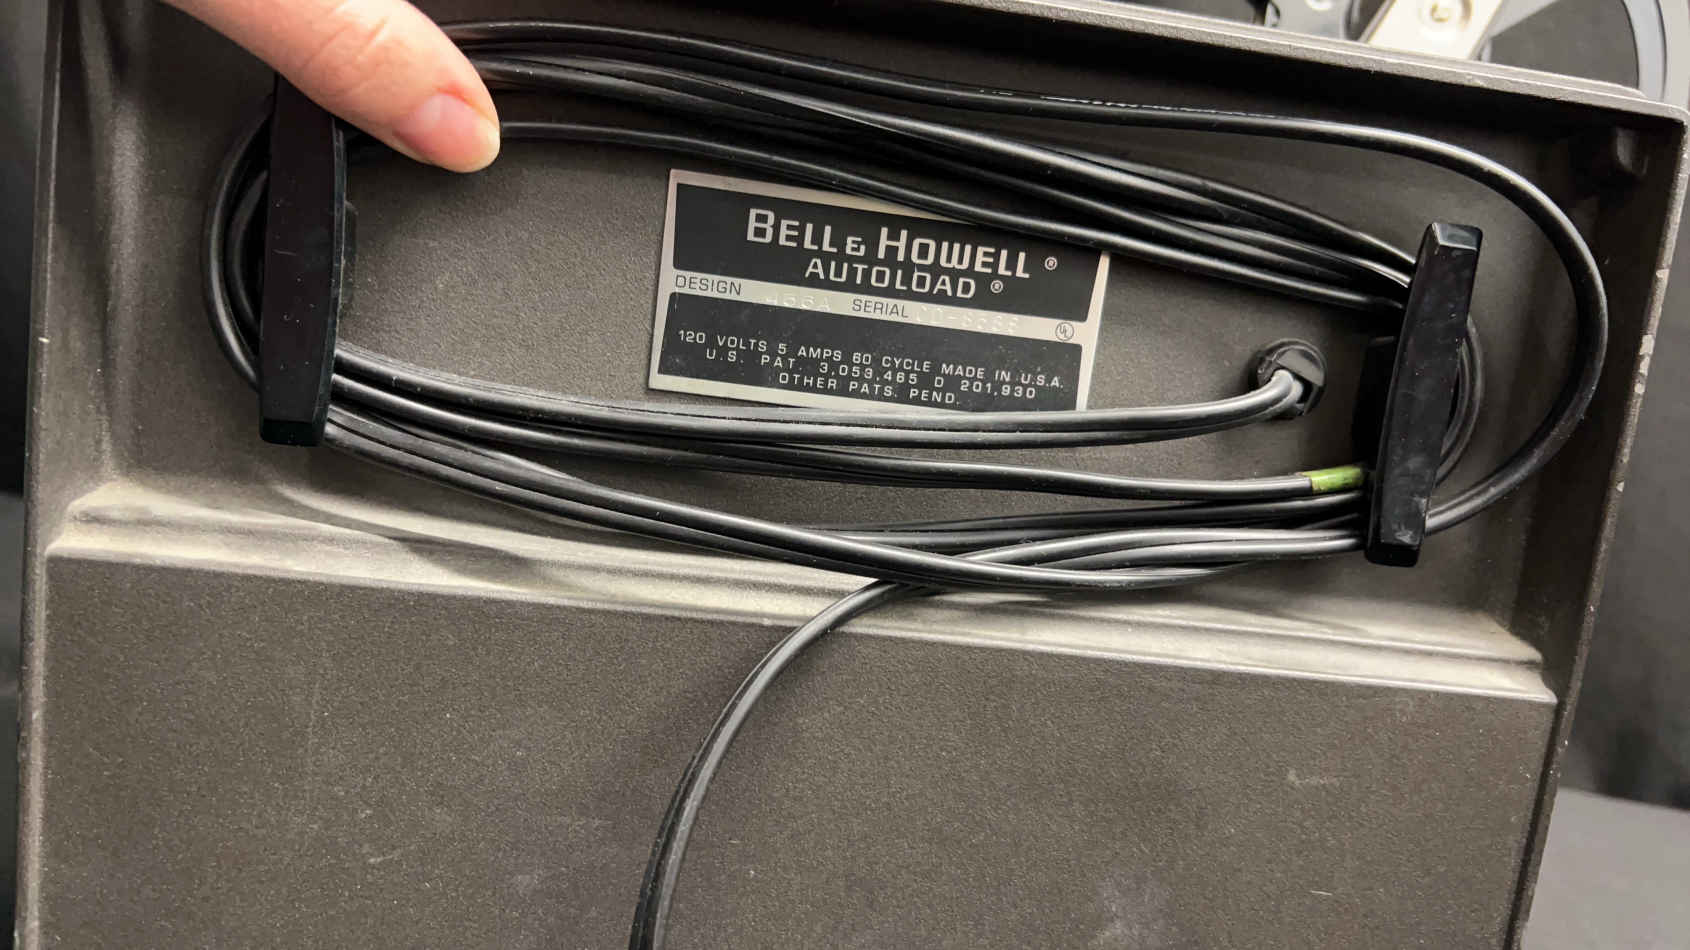 BELL & HOWELL ®
AUTOLOAD ®
DESIGN SERIAL
UL
120 VOLTS 5 AMPS 60 CYCLE MADE IN U.S.A.
U.S. PAT. 3,053,465 D 201,930
OTHER PATS. PEND.